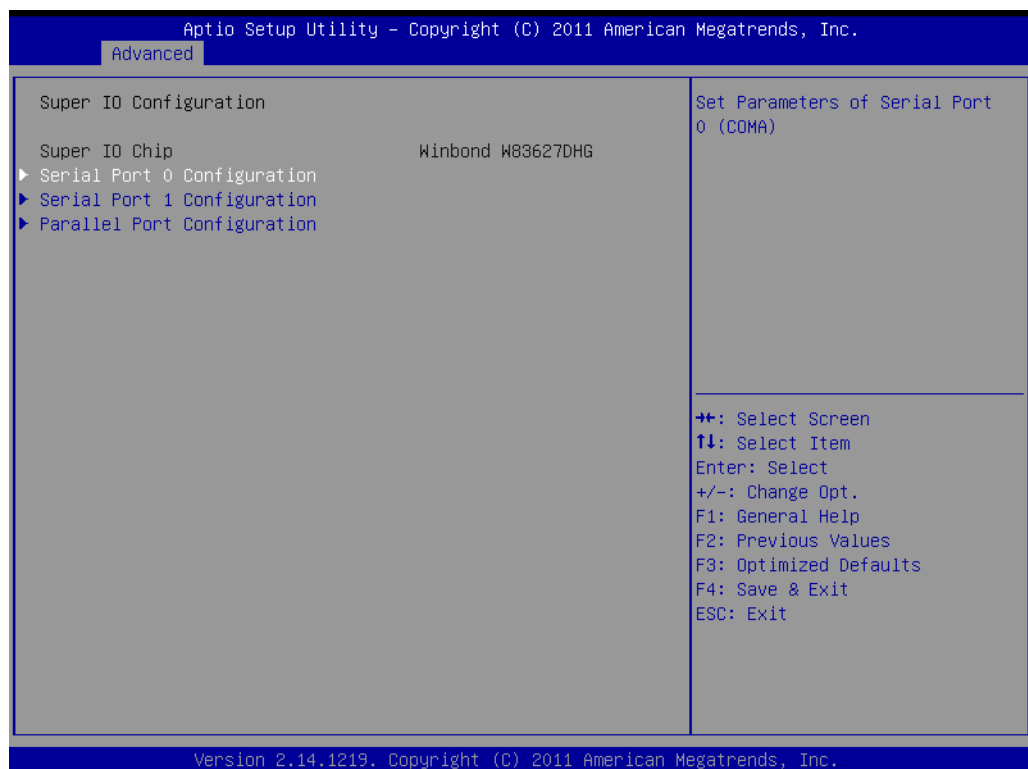 Aptio Setup Utility – Copyright (C) 2011 American Megatrends, Inc.
Advanced
Super IO Configuration
Super IO Chip Winbond W83627DHG
▶ Serial Port 0 Configuration
▶ Serial Port 1 Configuration
▶ Parallel Port Configuration
Set Parameters of Serial Port
0 (COMA)
→←: Select Screen
↑↓: Select Item
Enter: Select
+/-: Change Opt.
F1: General Help
F2: Previous Values
F3: Optimized Defaults
F4: Save & Exit
ESC: Exit
Version 2.14.1219. Copyright (C) 2011 American Megatrends, Inc.